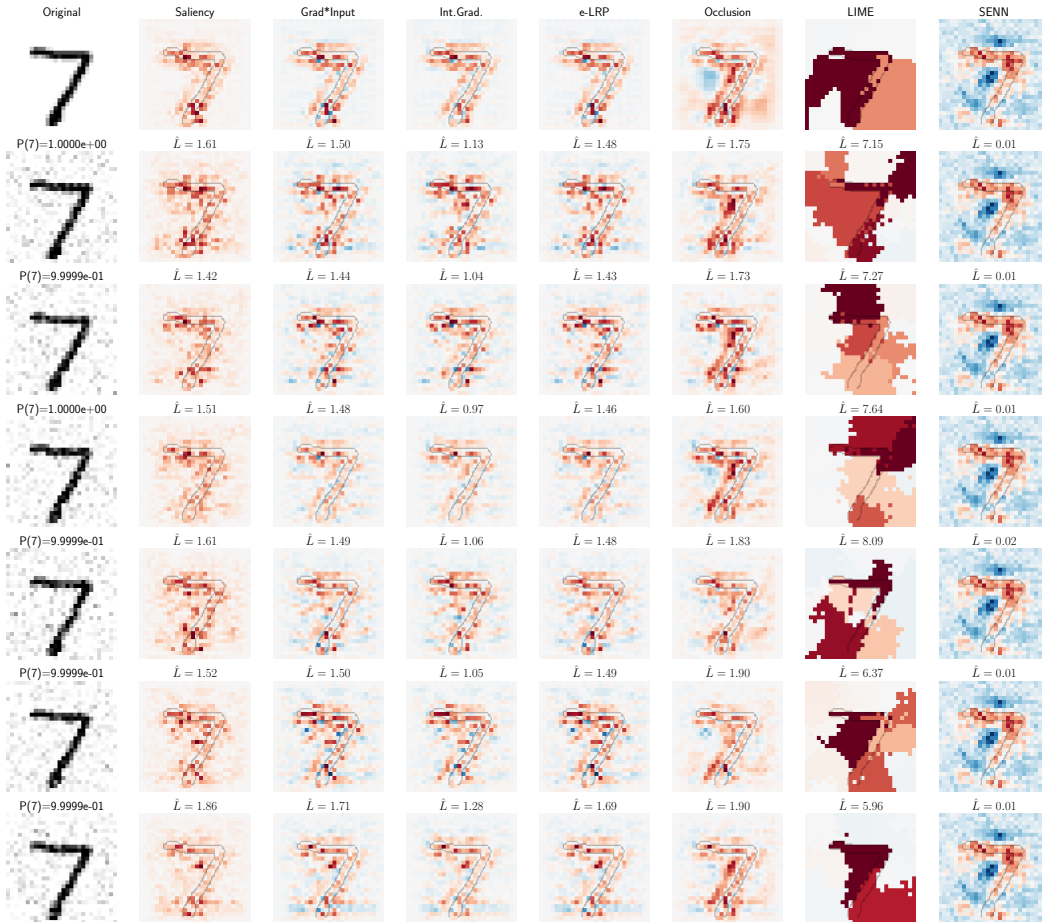 Original Saliency Grad*Input Int.Grad. e-LRP Occlusion LIME SENN
P(7)=1.0000e+00 L̂ = 1.61 L̂ = 1.50 L̂ = 1.13 L̂ = 1.48 L̂ = 1.75 L̂ = 7.15 L̂ = 0.01
P(7)=9.9999e-01 L̂ = 1.42 L̂ = 1.44 L̂ = 1.04 L̂ = 1.43 L̂ = 1.73 L̂ = 7.27 L̂ = 0.01
P(7)=1.0000e+00 L̂ = 1.51 L̂ = 1.48 L̂ = 0.97 L̂ = 1.46 L̂ = 1.60 L̂ = 7.64 L̂ = 0.01
P(7)=9.9999e-01 L̂ = 1.61 L̂ = 1.49 L̂ = 1.06 L̂ = 1.48 L̂ = 1.83 L̂ = 8.09 L̂ = 0.02
P(7)=9.9999e-01 L̂ = 1.52 L̂ = 1.50 L̂ = 1.05 L̂ = 1.49 L̂ = 1.90 L̂ = 6.37 L̂ = 0.01
P(7)=9.9999e-01 L̂ = 1.86 L̂ = 1.71 L̂ = 1.28 L̂ = 1.69 L̂ = 1.90 L̂ = 5.96 L̂ = 0.01